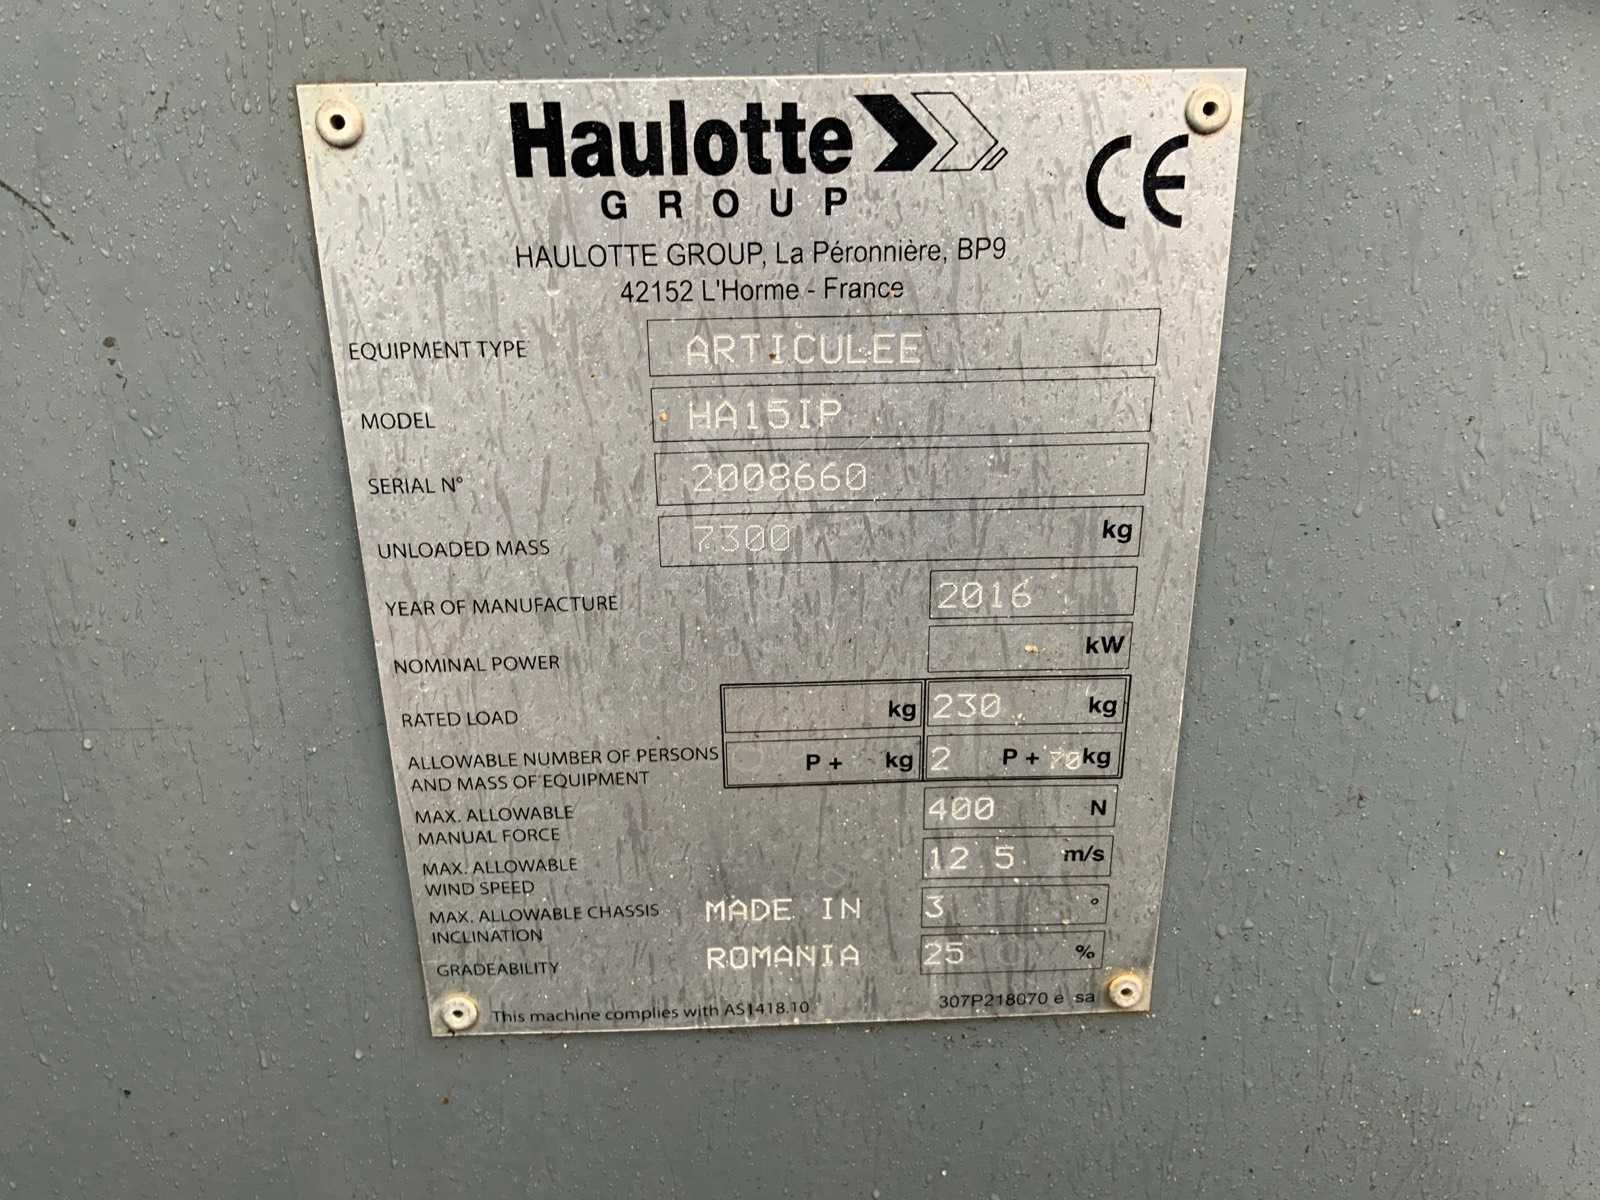 Haulotte
GROUP
CE
HAULOTTE GROUP, La Péronnière, BP9
42152 L'Horme - France
EQUIPMENT TYPE ARTICULEE
MODEL HA15IP
SERIAL N° 2008660
UNLOADED MASS 7300 kg
YEAR OF MANUFACTURE 2016
NOMINAL POWER kW
RATED LOAD kg 230 kg
ALLOWABLE NUMBER OF PERSONS
AND MASS OF EQUIPMENT P + kg 2 P + 70 kg
MAX. ALLOWABLE
MANUAL FORCE 400 N
MAX. ALLOWABLE
WIND SPEED 12 5 m/s
MAX. ALLOWABLE CHASSIS
INCLINATION MADE IN 3 °
GRADEABILITY ROMANIA 25 %
This machine complies with AS1418.10 307P218070 e sa